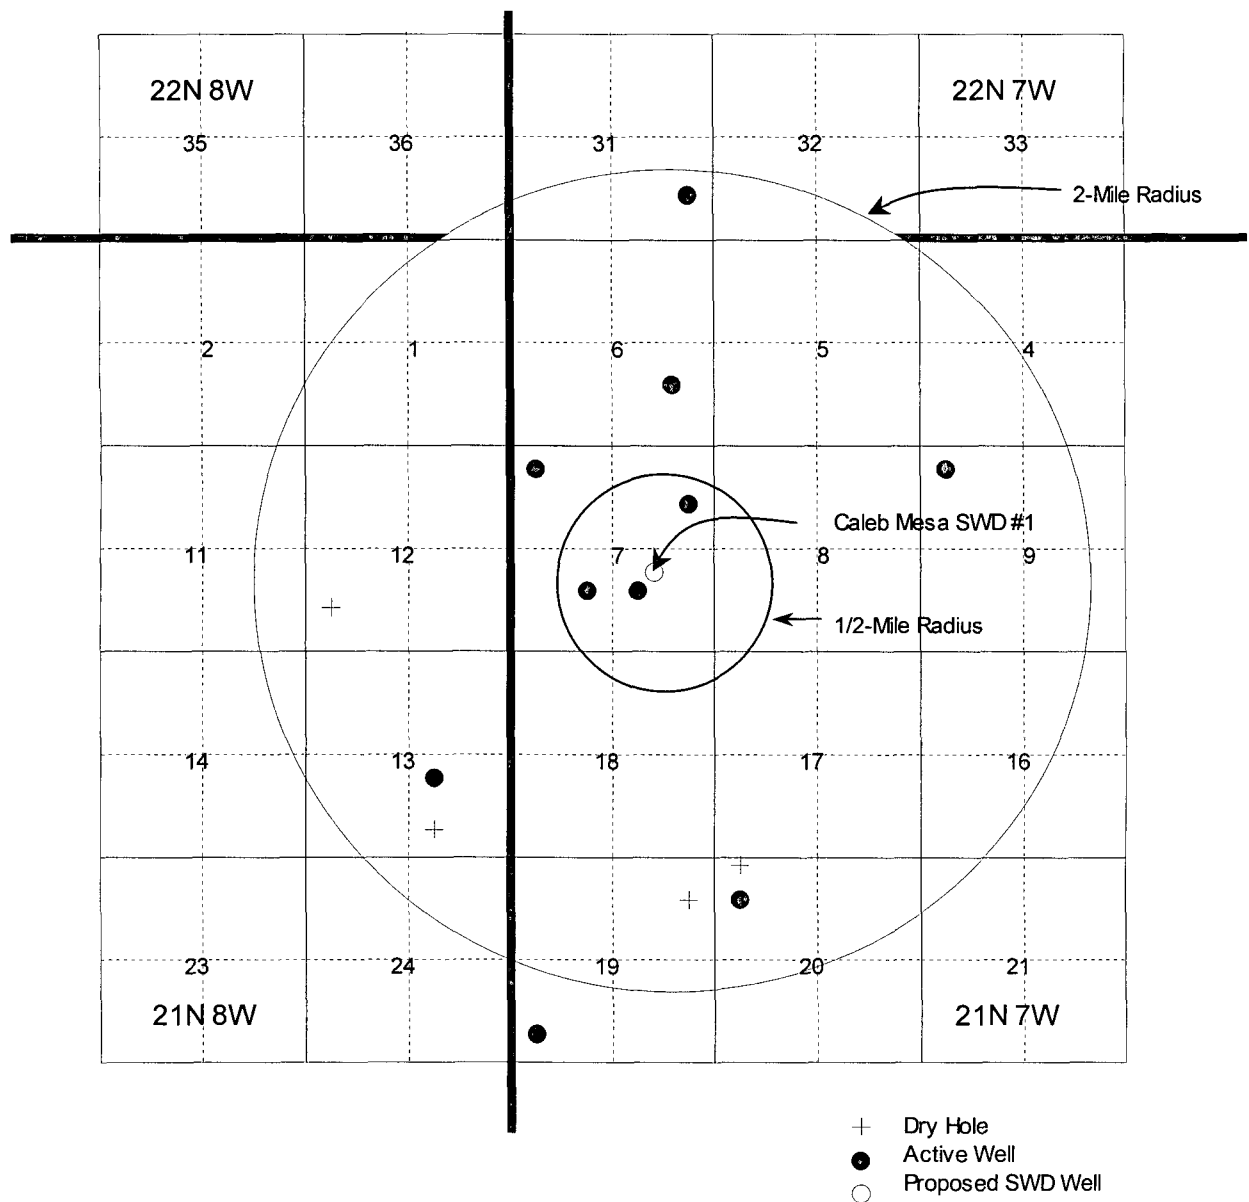 22N 8W 22N 7W
35 36 31 32 33
2-Mile Radius
2 1 6 5 4
Caleb Mesa SWD #1
11 12 7 8 9
1/2-Mile Radius
14 13 18 17 16
23 24 19 20 21
21N 8W 21N 7W
Dry Hole
Active Well
Proposed SWD Well